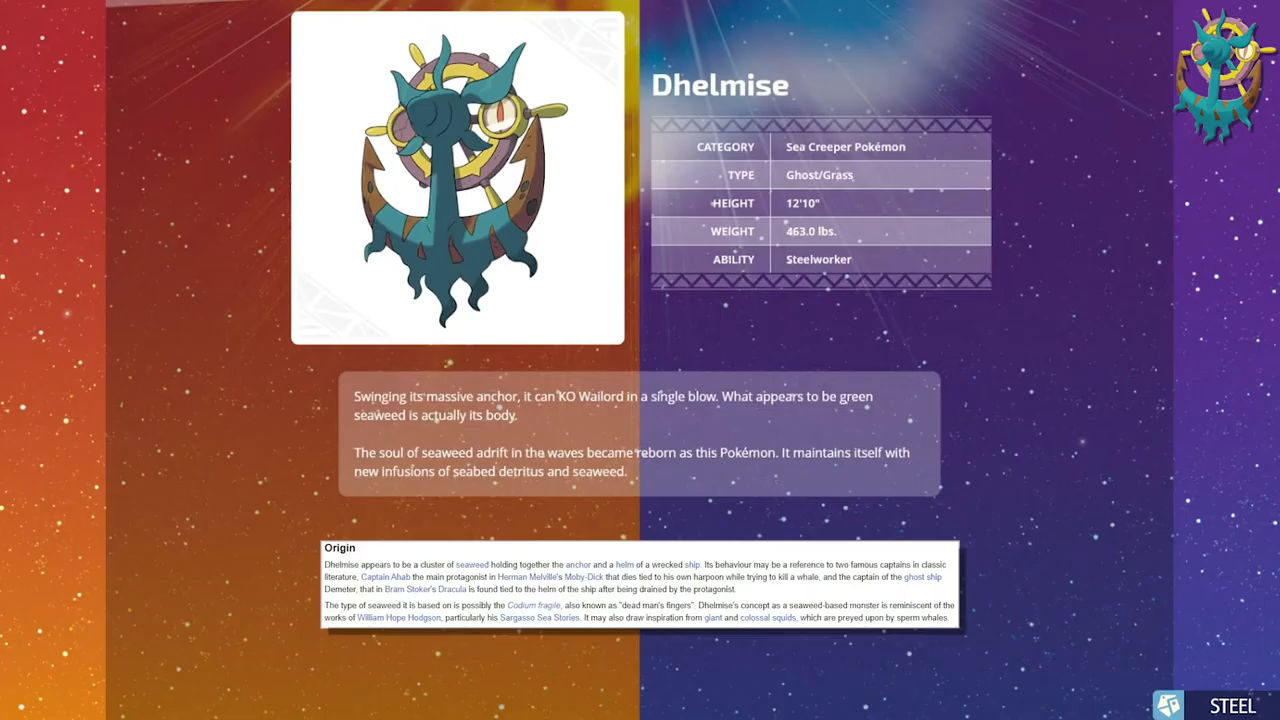 Dhelmise
CATEGORY Sea Creeper Pokémon
TYPE Ghost/Grass
HEIGHT 12'10"
WEIGHT 463.0 lbs.
ABILITY Steelworker
Swinging its massive anchor, it can KO Wailord in a single blow. What appears to be green
seaweed is actually its body.
The soul of seaweed adrift in the waves became reborn as this Pokémon. It maintains itself with
new infusions of seabed detritus and seaweed.
Origin
Dhelmise appears to be a cluster of seaweed holding together the anchor and a helm of a wrecked ship. Its behaviour may be a reference to two famous captains in classic
literature, Captain Ahab the main protagonist in Herman Melville's Moby-Dick that dies tied to his own harpoon while trying to kill a whale, and the captain of the ghost ship
Demeter, that in Bram Stoker's Dracula is found tied to the helm of the ship after being drained by the protagonist.
The type of seaweed it is based on is possibly the Codium fragile, also known as "dead man's fingers". Dhelmise's concept as a seaweed-based monster is reminiscent of the
works of William Hope Hodgson, particularly his Sargasso Sea Stories. It may also draw inspiration from giant and colossal squids, which are preyed upon by sperm whales.
STEEL